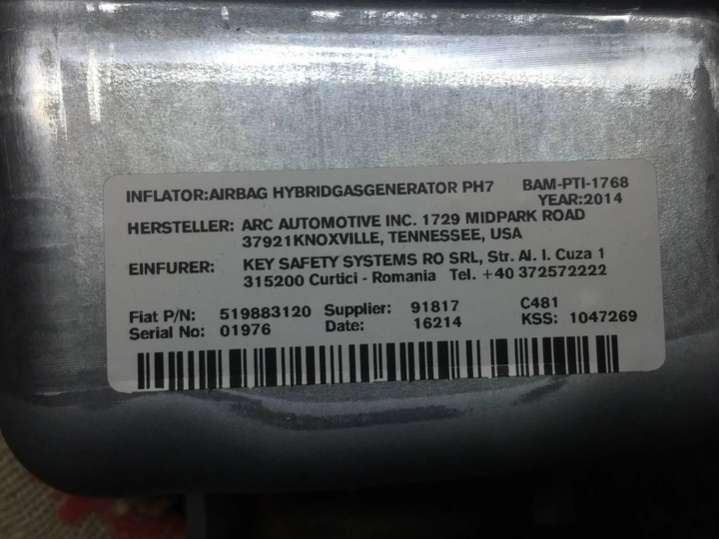 INFLATOR:AIRBAG HYBRIDGASGENERATOR PH7 BAM-PTI-1768
YEAR:2014
HERSTELLER: ARC AUTOMOTIVE INC. 1729 MIDPARK ROAD
37921KNOXVILLE, TENNESSEE, USA
EINFURER: KEY SAFETY SYSTEMS RO SRL, Str. Al. I. Cuza 1
315200 Curtici - Romania Tel. +40 372572222
Fiat P/N: 519883120 Supplier: 91817 C481
Serial No: 01976 Date: 16214 KSS: 1047269